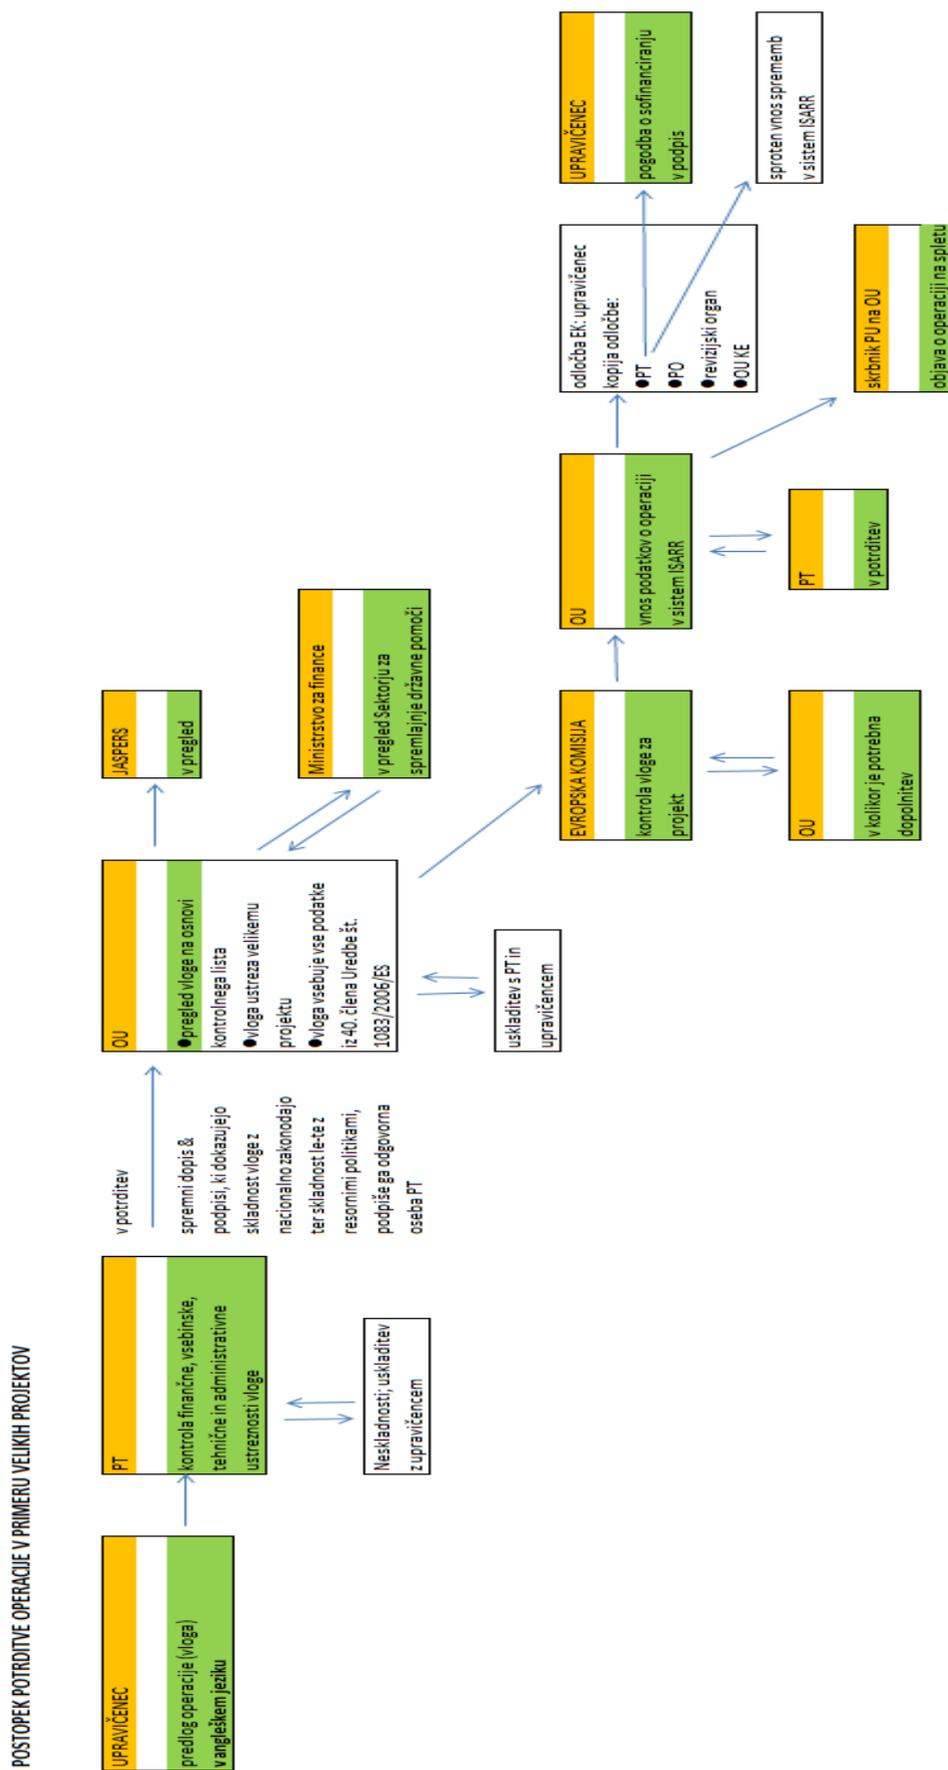 POSTOPEK POTRDITVE OPERACIJE V PRIMERU VELIKIH PROJEKTOV
UPRAVIČENEC
predlog operacije (vloga)
v angleškem jeziku
PT
kontrola finančne, vsebinske,
tehnične in administrativne
ustreznosti vloge
Neskladnosti; uskladitev
z upravičencem
v potrditev
spremni dopis &
podpisi, ki dokazujejo
skladnost vloge z
nacionalno zakonodajo
ter skladnost le-te z
resornimi politikami,
podpiše ga odgovorna
oseba PT
OU
●pregled vloge na osnovi
kontrolnega lista
●vloga ustreza velikemu
projektu
●vloga vsebuje vse podatke
iz 40. člena Uredbe št.
1083/2006/ES
uskladitev s PT in
upravičencem
JASPERS
v pregled
Ministrstvo za finance
v pregled Sektorju za
spremlajnje državne pomoči
EVROPSKA KOMISIJA
kontrola vloge za
projekt
OU
v kolikor je potrebna
dopolnitev
OU
vnos podatkov o operaciji
v sistem ISARR
PT
v potrditev
odločba EK: upravičenec
kopija odločbe:
●PT
●PO
●revizijski organ
●OU KE
skrbnik PU na OU
objava o operaciji na spletu
UPRAVIČENEC
pogodba o sofinanciranju
v podpis
sproten vnos sprememb
v sistem ISARR